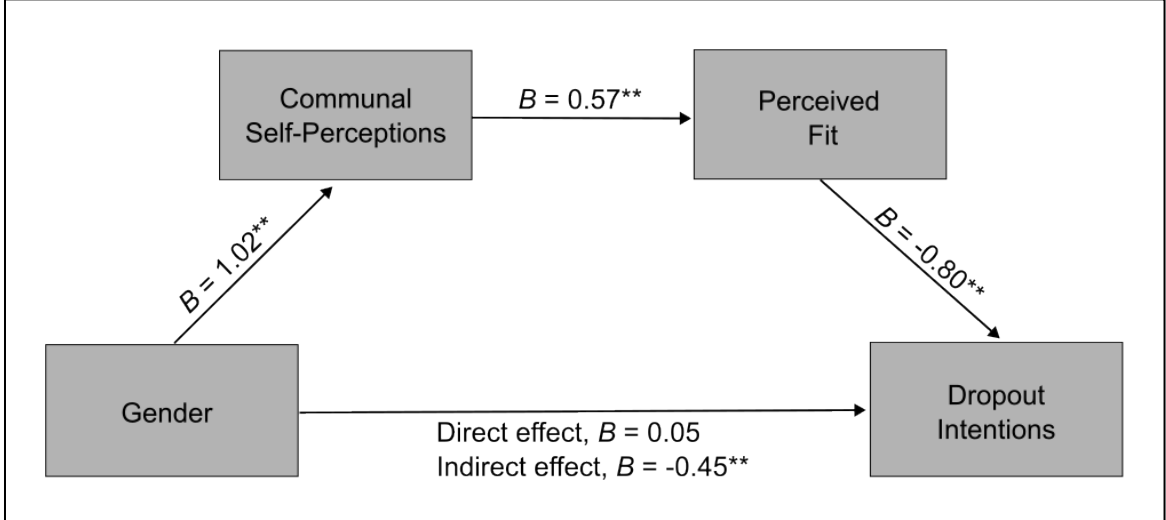 Communal
Self-Perceptions
B = 0.57**
Perceived
Fit
B = 1.02**
B = -0.80**
Gender
Direct effect, B = 0.05
Indirect effect, B = -0.45**
Dropout
Intentions